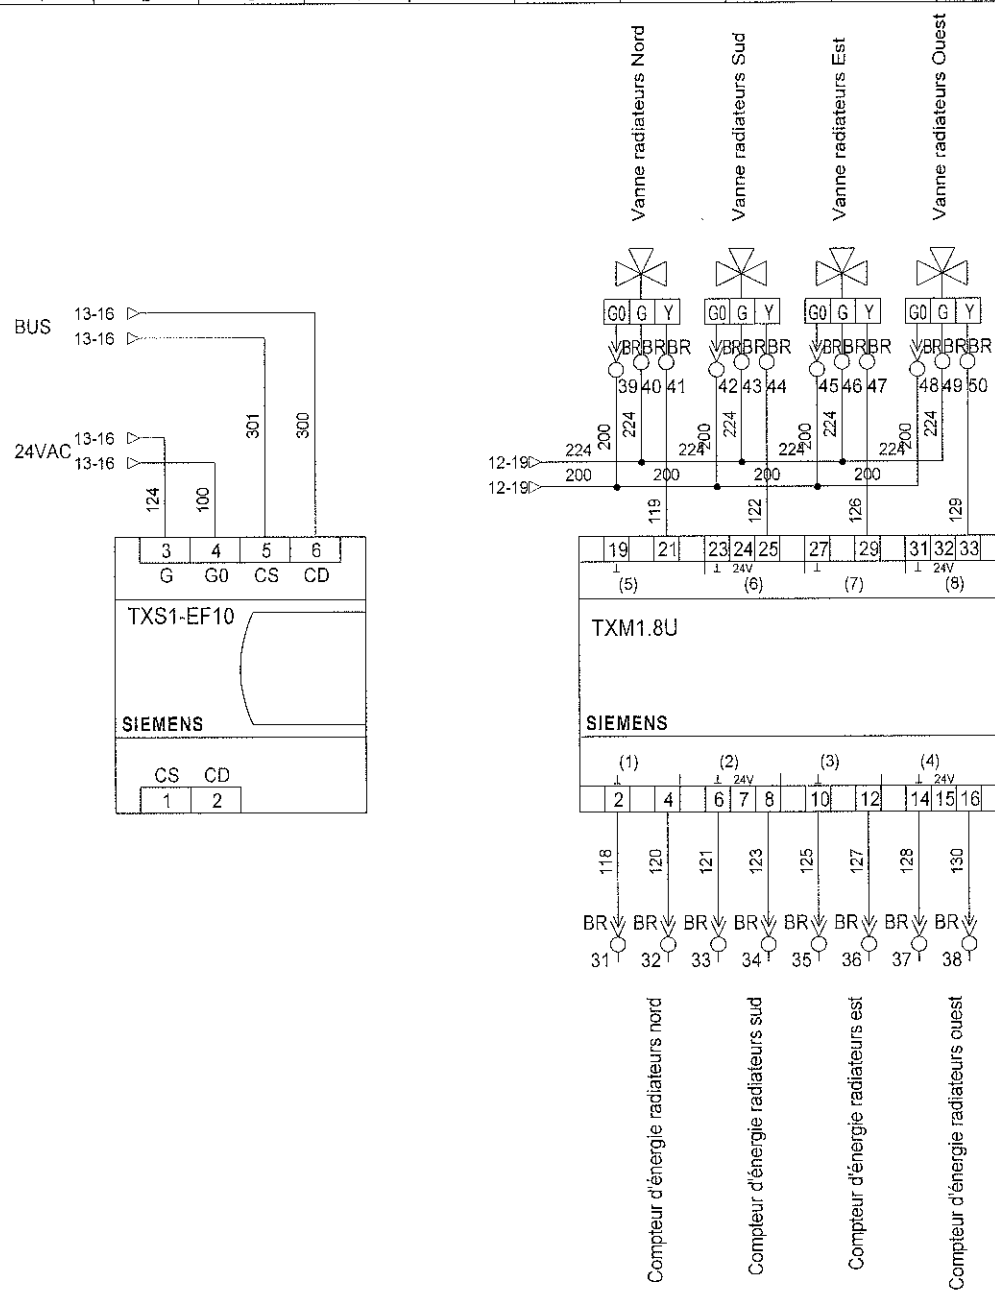 Vanne radiateurs Nord
Vanne radiateurs Sud
Vanne radiateurs Est
Vanne radiateurs Ouest
G0 G Y
G0 G Y
G0 G Y
G0 G Y
BR BR BR
BR BR BR
BR BR BR
BR BR BR
39 40 41
42 43 44
45 46 47
48 49 50
200 224
200 224
200 224
200 224
12-19 224 224 224
12-19 200 200 200
119 122 126 129
BUS
13-16
13-16
24VAC
13-16
13-16
124 100 301 300
3 4 5 6
G G0 CS CD
TXS1-EF10
SIEMENS
CS CD
1 2
19 21 23 24 25 27 29 31 32 33
24V 24V
(5) (6) (7) (8)
TXM1.8U
SIEMENS
(1) (2) (3) (4)
24V 24V
2 4 6 7 8 10 12 14 15 16
118 120 121 123 125 127 128 130
BR BR BR BR BR BR BR BR
31 32 33 34 35 36 37 38
Compteur d'énergie radiateurs nord
Compteur d'énergie radiateurs sud
Compteur d'énergie radiateurs est
Compteur d'énergie radiateurs ouest